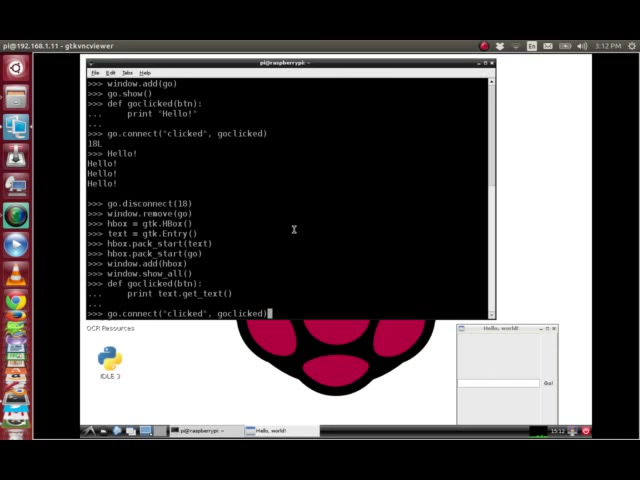 pi@192.168.1.11 - gtkvncviewer
En
3:12 PM
pi@raspberrypi: ~
File Edit Tabs Help
>>> window.add(go)
>>> go.show()
>>> def goclicked(btn):
...     print "Hello!"
...
>>> go.connect("clicked", goclicked)
18L
>>> Hello!
Hello!
Hello!
Hello!
>>> go.disconnect(18)
>>> window.remove(go)
>>> hbox = gtk.HBox()
>>> text = gtk.Entry()
>>> hbox.pack_start(text)
>>> hbox.pack_start(go)
>>> window.add(hbox)
>>> window.show_all()
>>> def goclicked(btn):
...     print text.get_text()
...
>>> go.connect("clicked", goclicked)
OCR Resources
IDLE 3
Hello, world!
Go!
pi@raspberrypi: ~
Hello, world!
15:12